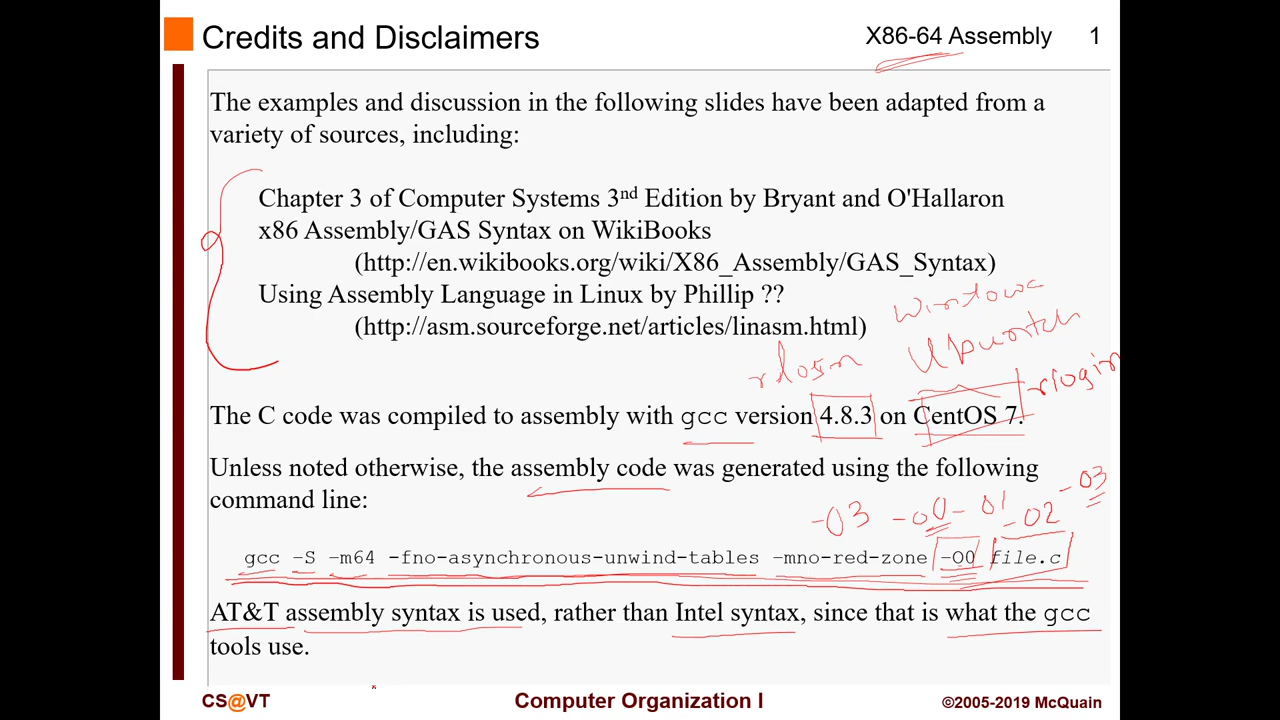 Credits and Disclaimers
X86-64 Assembly 1
The examples and discussion in the following slides have been adapted from a
variety of sources, including:
Chapter 3 of Computer Systems 3nd Edition by Bryant and O'Hallaron
x86 Assembly/GAS Syntax on WikiBooks
(http://en.wikibooks.org/wiki/X86_Assembly/GAS_Syntax)
Using Assembly Language in Linux by Phillip ??
(http://asm.sourceforge.net/articles/linasm.html)
rlogin
The C code was compiled to assembly with gcc version 4.8.3 on CentOS 7.
Unless noted otherwise, the assembly code was generated using the following
command line:
-O3 -O0 -O1 -O2 -O3
gcc –S –m64 -fno-asynchronous-unwind-tables –mno-red-zone –O0 file.c
AT&T assembly syntax is used, rather than Intel syntax, since that is what the gcc
tools use.
CS@VT
Computer Organization I
©2005-2019 McQuain